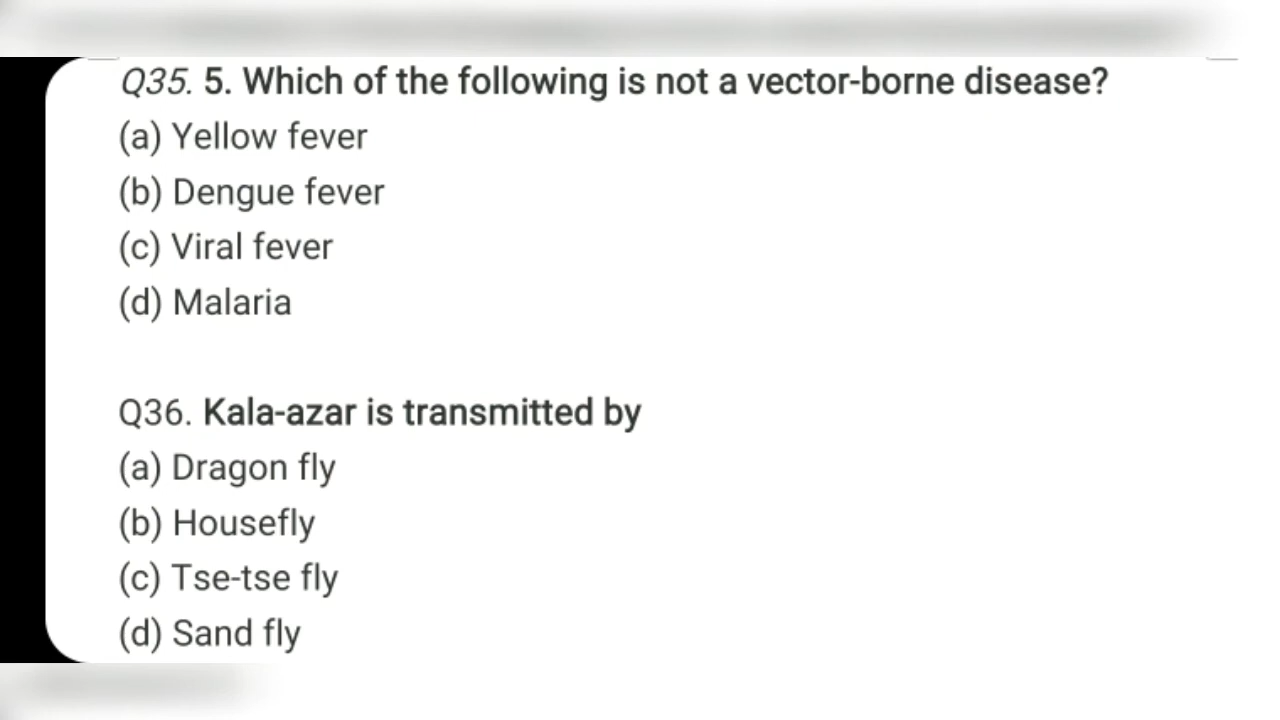 Q35. 5. Which of the following is not a vector-borne disease?
(a) Yellow fever
(b) Dengue fever
(c) Viral fever
(d) Malaria
Q36. Kala-azar is transmitted by
(a) Dragon fly
(b) Housefly
(c) Tse-tse fly
(d) Sand fly